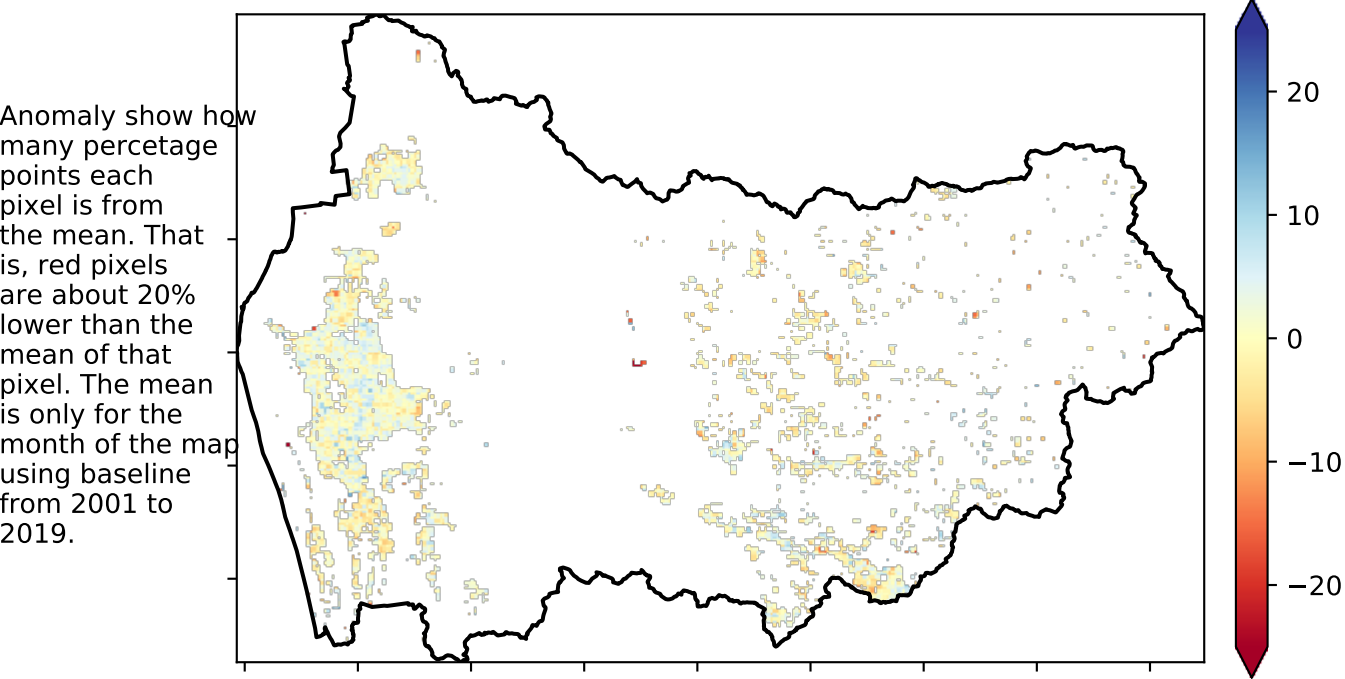 Anomaly show how
many percetage
points each
pixel is from
the mean. That
is, red pixels
are about 20%
lower than the
mean of that
pixel. The mean
is only for the
month of the map
using baseline
from 2001 to
2019.
20
10
0
−10
−20